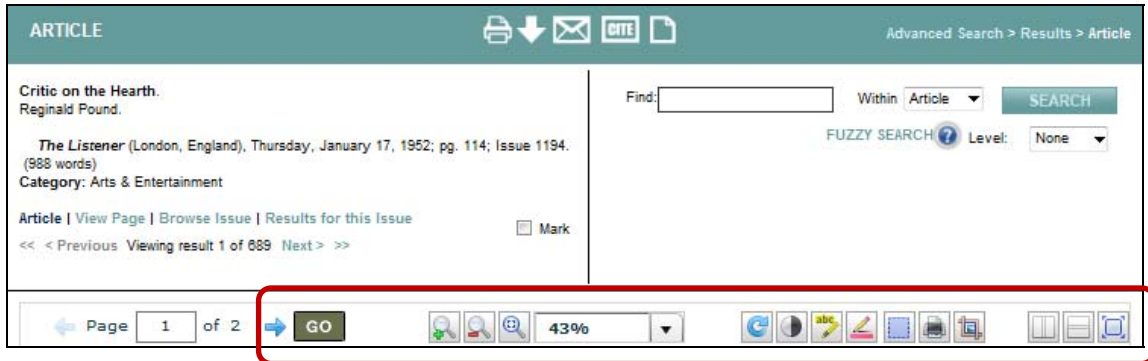 ARTICLE
CITE
Advanced Search > Results > Article
Critic on the Hearth.
Reginald Pound.
The Listener (London, England), Thursday, January 17, 1952; pg. 114; Issue 1194.
(988 words)
Category: Arts & Entertainment
Article | View Page | Browse Issue | Results for this Issue
Mark
<< < Previous Viewing result 1 of 689 Next > >>
Find:
Within Article
SEARCH
FUZZY SEARCH ? Level: None
Page 1 of 2 GO 43% abc